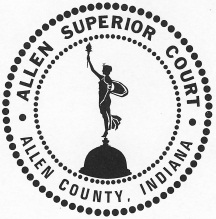 • ALLEN SUPERIOR COURT •
ALLEN COUNTY, INDIANA